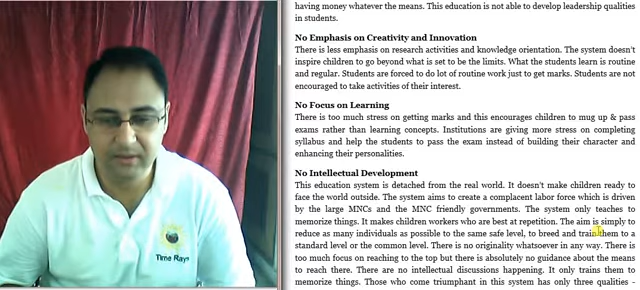 having money whatever the means. This education is not able to develop leadership qualities
in students.
No Emphasis on Creativity and Innovation
There is less emphasis on research activities and knowledge orientation. The system doesn't
inspire children to go beyond what is set to be the limits. What the students learn is routine
and regular. Students are forced to do lot of routine work just to get marks. Students are not
encouraged to take activities of their interest.
No Focus on Learning
There is too much stress on getting marks and this encourages children to mug up & pass
exams rather than learning concepts. Institutions are giving more stress on completing
syllabus and help the students to pass the exam instead of building their character and
enhancing their personalities.
No Intellectual Development
This education system is detached from the real world. It doesn't make children ready to
face the world outside. The system aims to create a complacent labor force which is driven
by the large MNCs and the MNC friendly governments. The system only teaches to
memorize things. It makes children workers who are best at repetition. The aim is simply to
reduce as many individuals as possible to the same safe level, to breed and train them to a
standard level or the common level. There is no originality whatsoever in any way. There is
too much focus on reaching to the top but there is absolutely no guidance about the means
to reach there. There are no intellectual discussions happening. It only trains them to
memorize things. Those who come triumphant in this system has only three qualities -
Time Rays